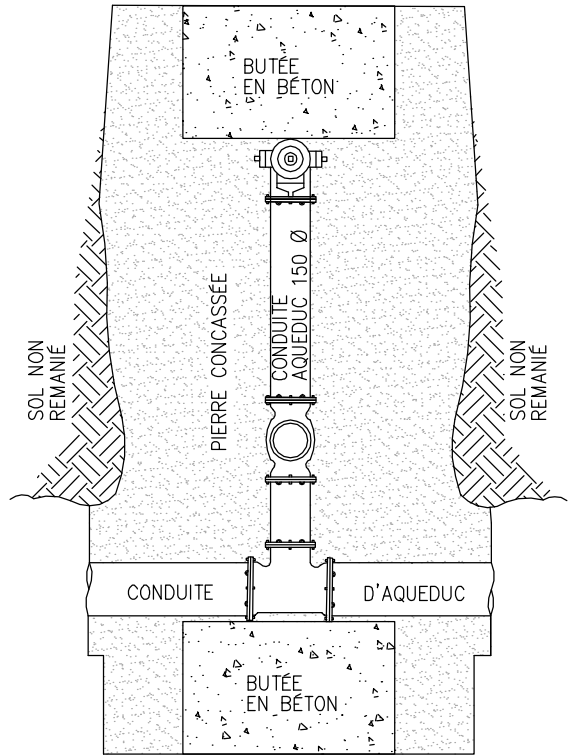 BUTÉE
EN BÉTON
CONDUITE
AQUEDUC 150 Ø
PIERRE CONCASSÉE
SOL NON
REMANIÉ
SOL NON
REMANIÉ
CONDUITE
D'AQUEDUC
BUTÉE
EN BÉTON